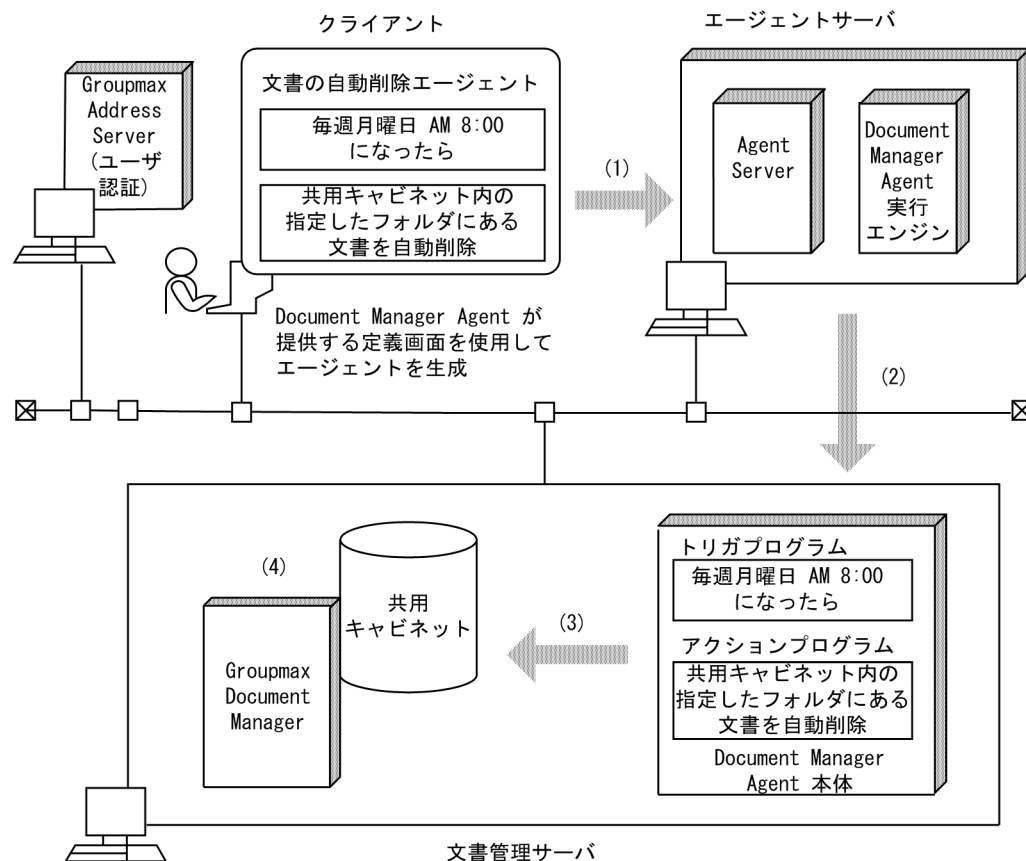 クライアント
エージェントサーバ
Groupmax
Address
Server
(ユーザ
認証)
文書の自動削除エージェント
毎週月曜日 AM 8:00
になったら
共用キャビネット内の
指定したフォルダにある
文書を自動削除
(1)
Agent
Server
Document
Manager
Agent
実行
エンジン
Document Manager Agent が
提供する定義画面を使用して
エージェントを生成
(2)
(4)
共用
キャビネット
Groupmax
Document
Manager
(3)
トリガプログラム
毎週月曜日 AM 8:00
になったら
アクションプログラム
共用キャビネット内の
指定したフォルダにある
文書を自動削除
Document Manager
Agent 本体
文書管理サーバ